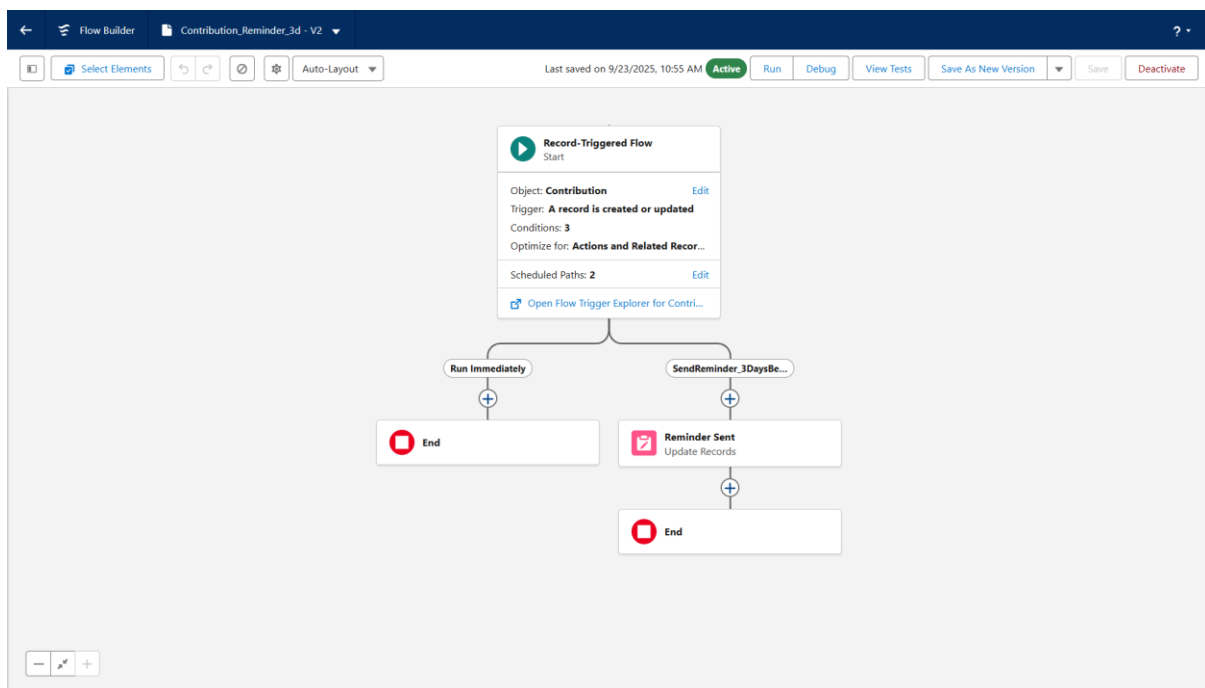 Flow Builder
Contribution_Reminder_3d - V2
?
Select Elements
Auto-Layout
Last saved on 9/23/2025, 10:55 AM
Active
Run
Debug
View Tests
Save As New Version
Save
Deactivate
Record-Triggered Flow
Start
Object: Contribution
Edit
Trigger: A record is created or updated
Conditions: 3
Optimize for: Actions and Related Recor...
Scheduled Paths: 2
Edit
Open Flow Trigger Explorer for Contri...
Run Immediately
SendReminder_3DaysBe...
End
Reminder Sent
Update Records
End